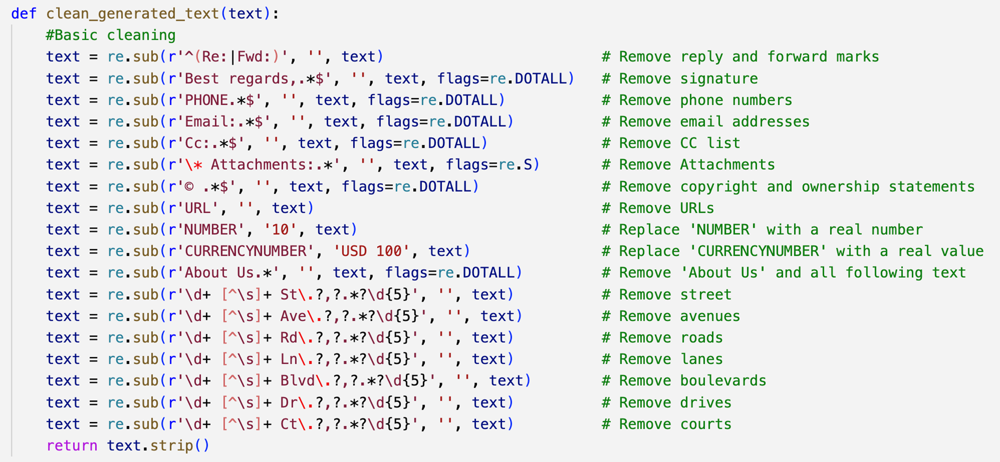 def clean_generated_text(text):
    #Basic cleaning
    text = re.sub(r'^(Re:|Fwd:)', '', text)                         # Remove reply and forward marks
    text = re.sub(r'Best regards,.*$', '', text, flags=re.DOTALL)   # Remove signature
    text = re.sub(r'PHONE.*$', '', text, flags=re.DOTALL)           # Remove phone numbers
    text = re.sub(r'Email:.*$', '', text, flags=re.DOTALL)          # Remove email addresses
    text = re.sub(r'Cc:.*$', '', text, flags=re.DOTALL)             # Remove CC list
    text = re.sub(r'\* Attachments:.*', '', text, flags=re.S)       # Remove Attachments
    text = re.sub(r'© .*$', '', text, flags=re.DOTALL)              # Remove copyright and ownership statements
    text = re.sub(r'URL', '', text)                                 # Remove URLs
    text = re.sub(r'NUMBER', '10', text)                            # Replace 'NUMBER' with a real number
    text = re.sub(r'CURRENCYNUMBER', 'USD 100', text)               # Replace 'CURRENCYNUMBER' with a real value
    text = re.sub(r'About Us.*', '', text, flags=re.DOTALL)         # Remove 'About Us' and all following text
    text = re.sub(r'\d+ [^\s]+ St\.?,?.*?\d{5}', '', text)          # Remove street
    text = re.sub(r'\d+ [^\s]+ Ave\.?,?.*?\d{5}', '', text)         # Remove avenues
    text = re.sub(r'\d+ [^\s]+ Rd\.?,?.*?\d{5}', '', text)          # Remove roads
    text = re.sub(r'\d+ [^\s]+ Ln\.?,?.*?\d{5}', '', text)          # Remove lanes
    text = re.sub(r'\d+ [^\s]+ Blvd\.?,?.*?\d{5}', '', text)        # Remove boulevards
    text = re.sub(r'\d+ [^\s]+ Dr\.?,?.*?\d{5}', '', text)          # Remove drives
    text = re.sub(r'\d+ [^\s]+ Ct\.?,?.*?\d{5}', '', text)          # Remove courts
    return text.strip()